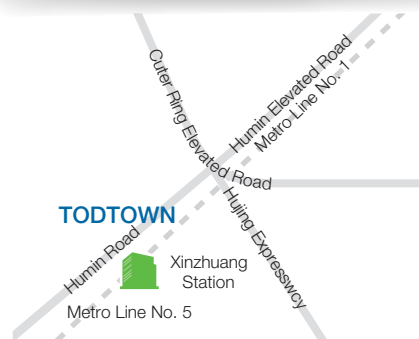 Cuter Ring Elevated Road
Humin Elevated Road
Metro Line No. 1
Hujing Expresswcy
TODTOWN
Humin Road
Xinzhuang
Station
Metro Line No. 5